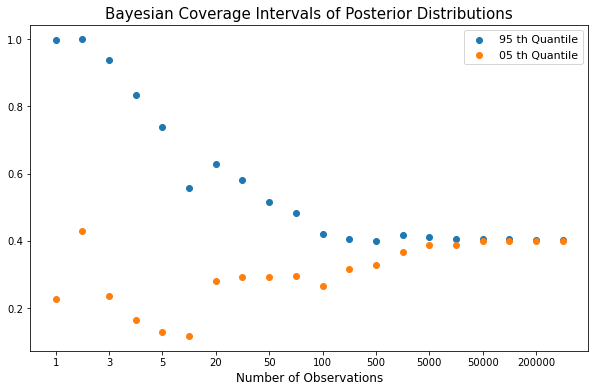 Bayesian Coverage Intervals of Posterior Distributions
95 th Quantile
05 th Quantile
1.0
0.8
0.6
0.4
0.2
1 3 5 20 50 100 500 5000 50000 200000
Number of Observations